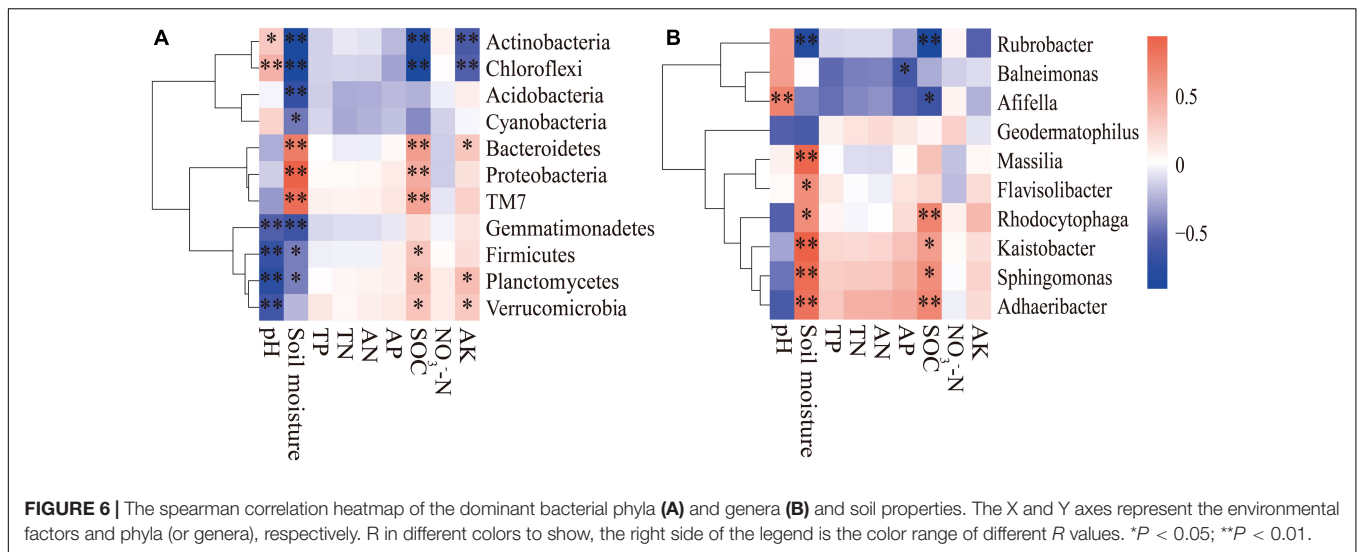 A
* ** ** ** Actinobacteria
** ** ** ** Chloroflexi
** Acidobacteria
* Cyanobacteria
** ** * Bacteroidetes
** ** Proteobacteria
** ** TM7
** ** Gemmatimonadetes
** * * Firmicutes
** * * * Planctomycetes
** * * Verrucomicrobia
pH
Soil moisture
TP
TN
AN
AP
SOC
NO₃⁻-N
AK
B
** ** Rubrobacter
* Balneimonas
** * Afifella
Geodematophilus
** Massilia
* Flavisolibacter
* ** Rhodocytophaga
** * Kaistobacter
** * Sphingomonas
** ** Adhaeribacter
pH
Soil moisture
TP
TN
AN
AP
SOC
NO₃⁻-N
AK
0.5
0
−0.5
FIGURE 6 | The spearman correlation heatmap of the dominant bacterial phyla (A) and genera (B) and soil properties. The X and Y axes represent the environmental
factors and phyla (or genera), respectively. R in different colors to show, the right side of the legend is the color range of different R values. *P < 0.05; **P < 0.01.